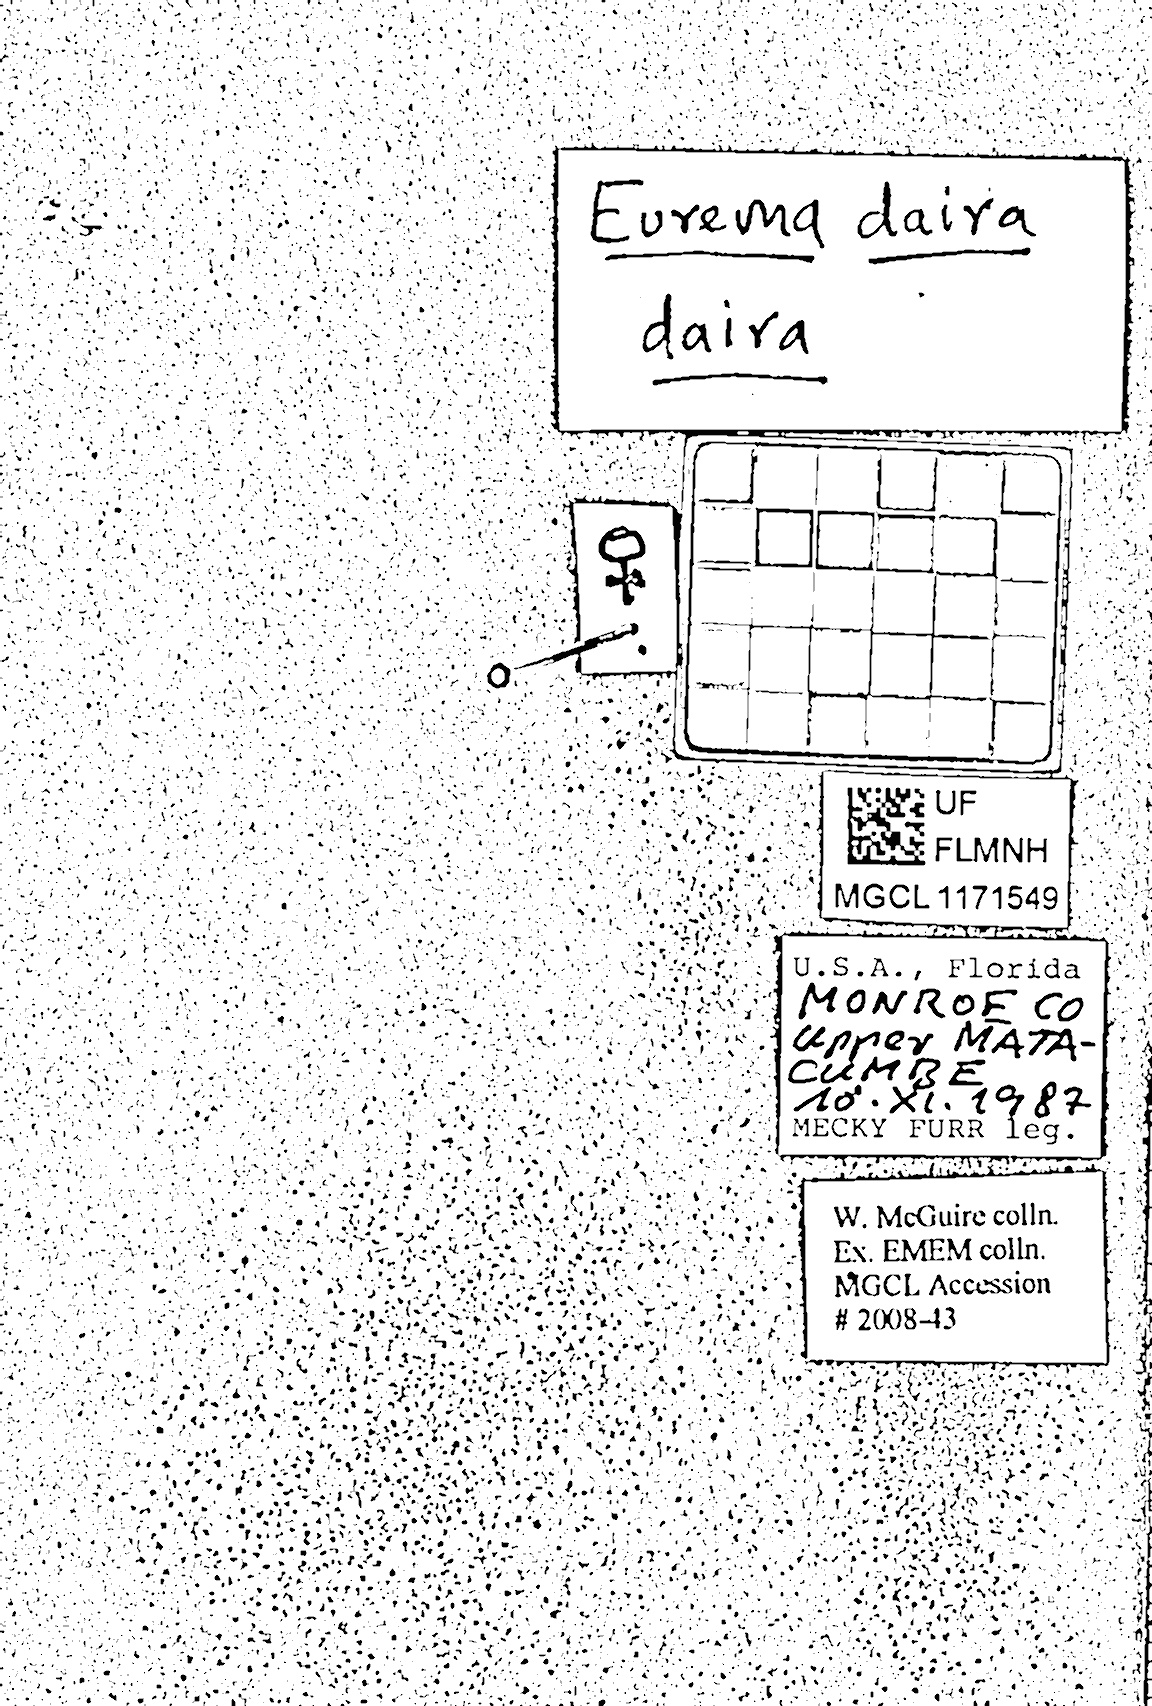 Eurema daira
daira
♀
UF
FLMNH
MGCL 1171549
U.S.A., Florida
MONROE CO
Upper MATA-
CUMBE
10.XI.1987
MECKY FURR leg.
W. McGuire colln.
Ex. EMEM colln.
MGCL Accession
# 2008-43